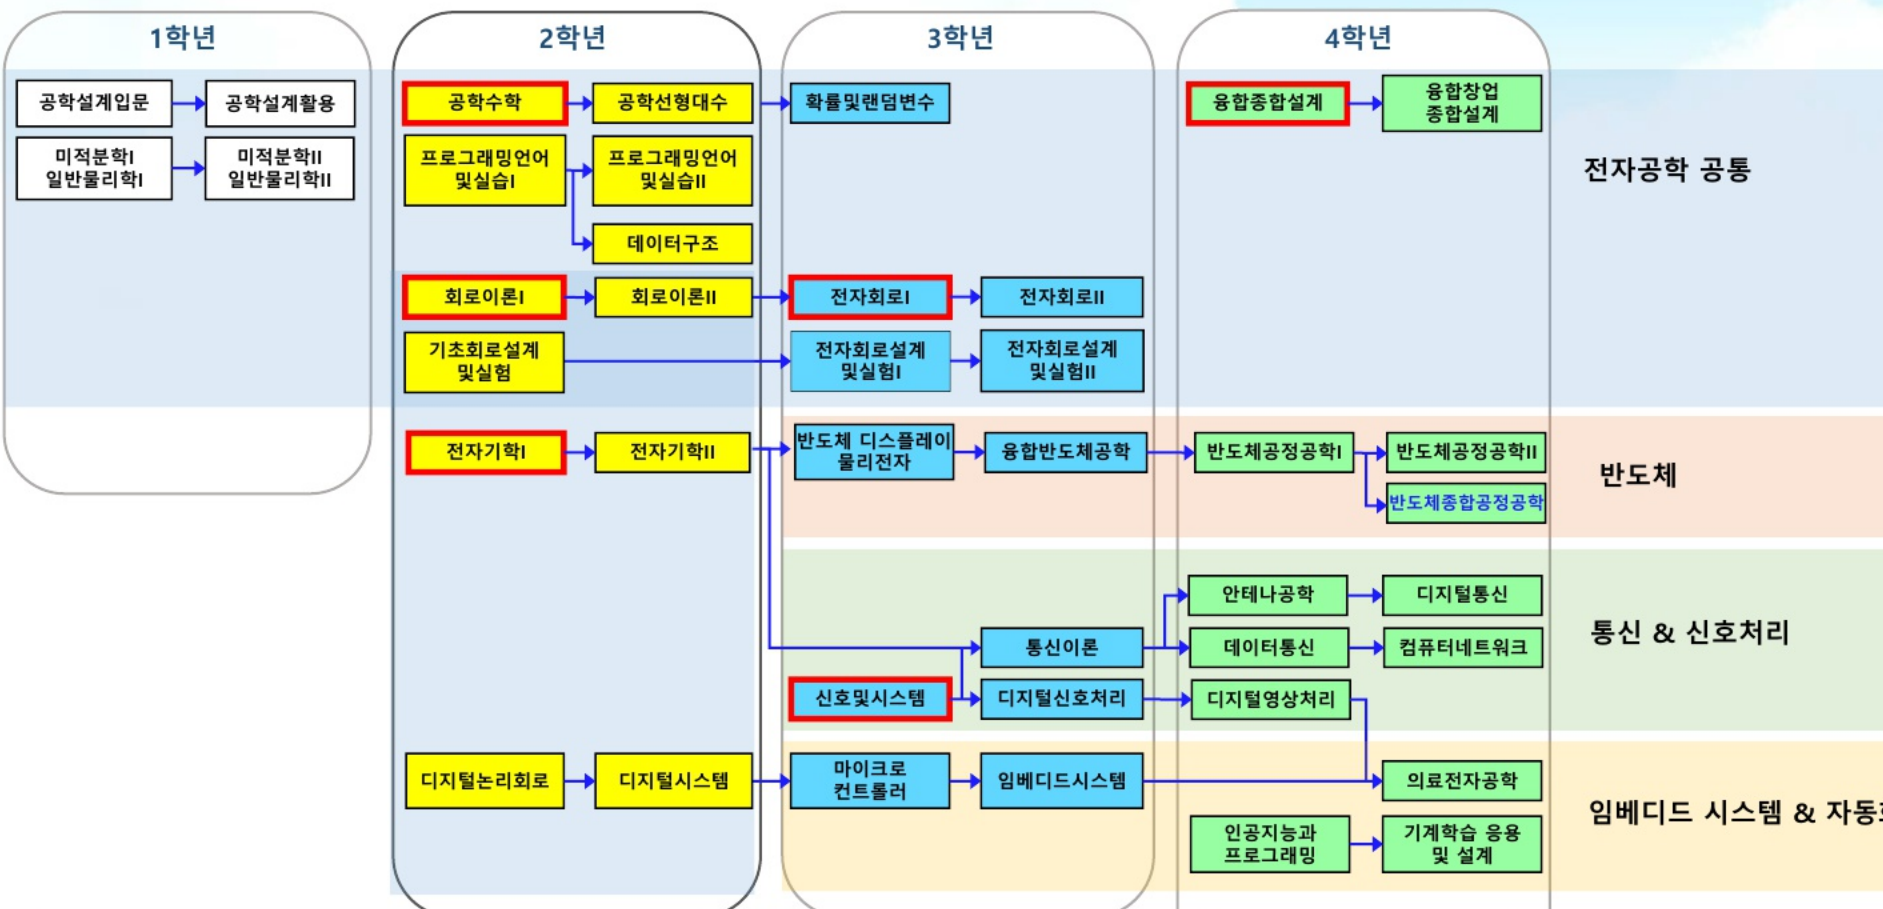 1학년
2학년
3학년
4학년
공학설계입문
공학설계활용
공학수학
공학선형대수
확률및랜덤변수
융합종합설계
융합창업
종합설계
미적분학I
일반물리학I
미적분학II
일반물리학II
프로그래밍언어
및실습I
프로그래밍언어
및실습II
전자공학 공통
데이터구조
회로이론I
회로이론II
전자회로I
전자회로II
기초회로설계
및실험
전자회로설계
및실험I
전자회로설계
및실험II
전자기학I
전자기학II
반도체 디스플레이
물리전자
융합반도체공학
반도체공정공학I
반도체공정공학II
반도체종합공정공학
반도체
안테나공학
디지털통신
통신이론
데이터통신
컴퓨터네트워크
통신 & 신호처리
신호및시스템
디지털신호처리
디지털영상처리
디지털논리회로
디지털시스템
마이크로
컨트롤러
임베디드시스템
의료전자공학
인공지능과
프로그래밍
기계학습 응용
및 설계
임베디드 시스템 & 자동